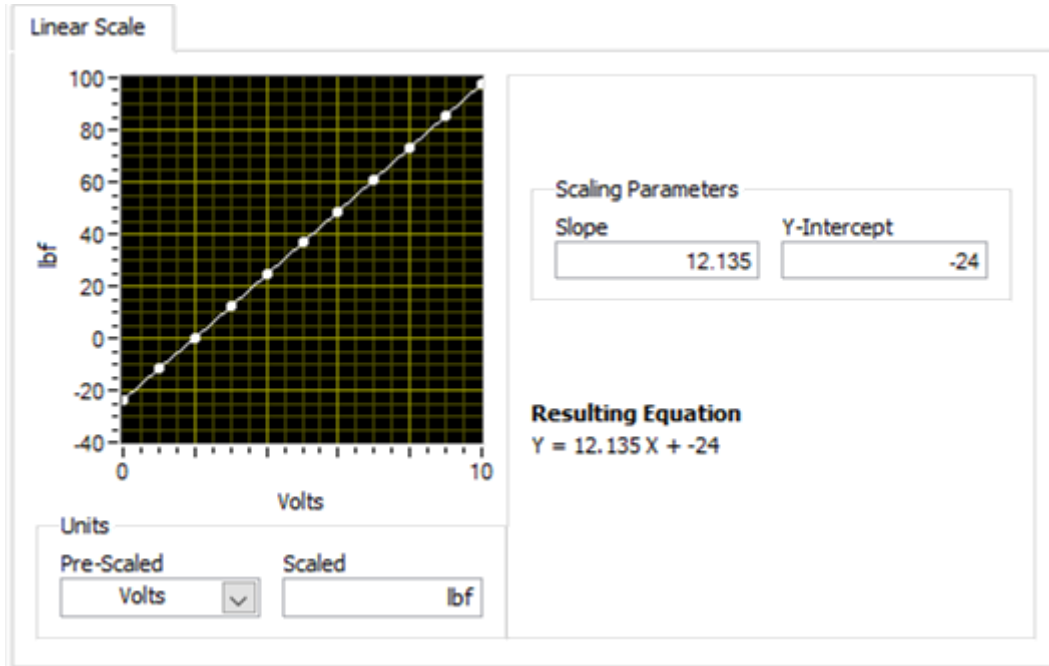 Linear Scale
100
80
60
40
20
0
-20
-40
lbf
0
10
Volts
Units
Pre-Scaled
Scaled
Volts
lbf
Scaling Parameters
Slope
Y-Intercept
12.135
-24
Resulting Equation
Y = 12.135 X + -24